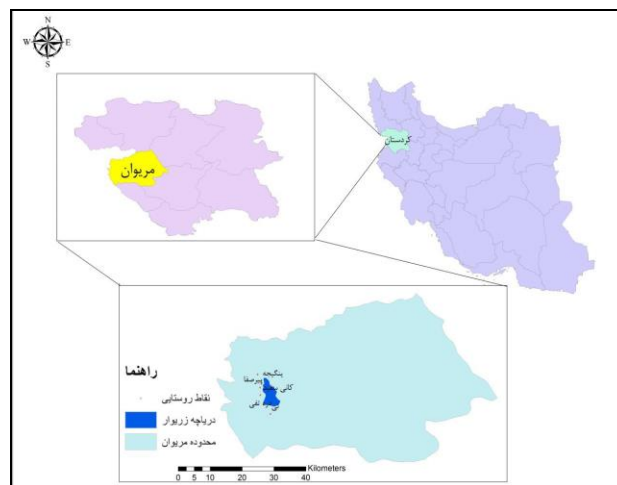 N
W E
S
مریوان
کردستان
راهنما
نقاط روستایی
دریاچه زریوار
محدوده مریوان
ینگیجه
پیرصفا
کانی
نی
0 5 10 20 30 40 Kilometers